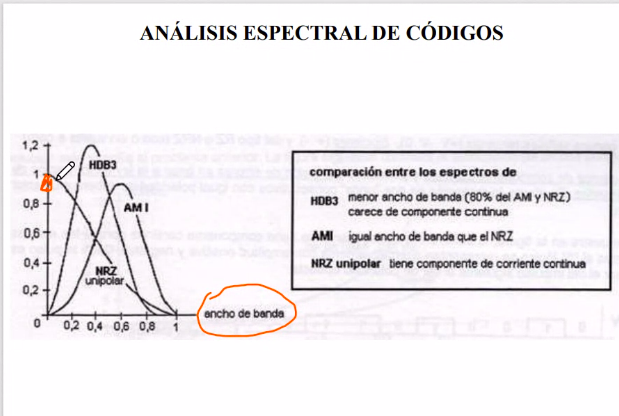 ANÁLISIS ESPECTRAL DE CÓDIGOS
1,2
1
0,8
0,6
0,4
0,2
0
0,2 0,4 0,6 0,8 1
HDB3
AMI
NRZ
unipolar
ancho de banda
comparación entre los espectros de
HDB3 menor ancho de banda (80% del AMI y NRZ)
carece de componente continua
AMI igual ancho de banda que el NRZ
NRZ unipolar tiene componente de corriente continua